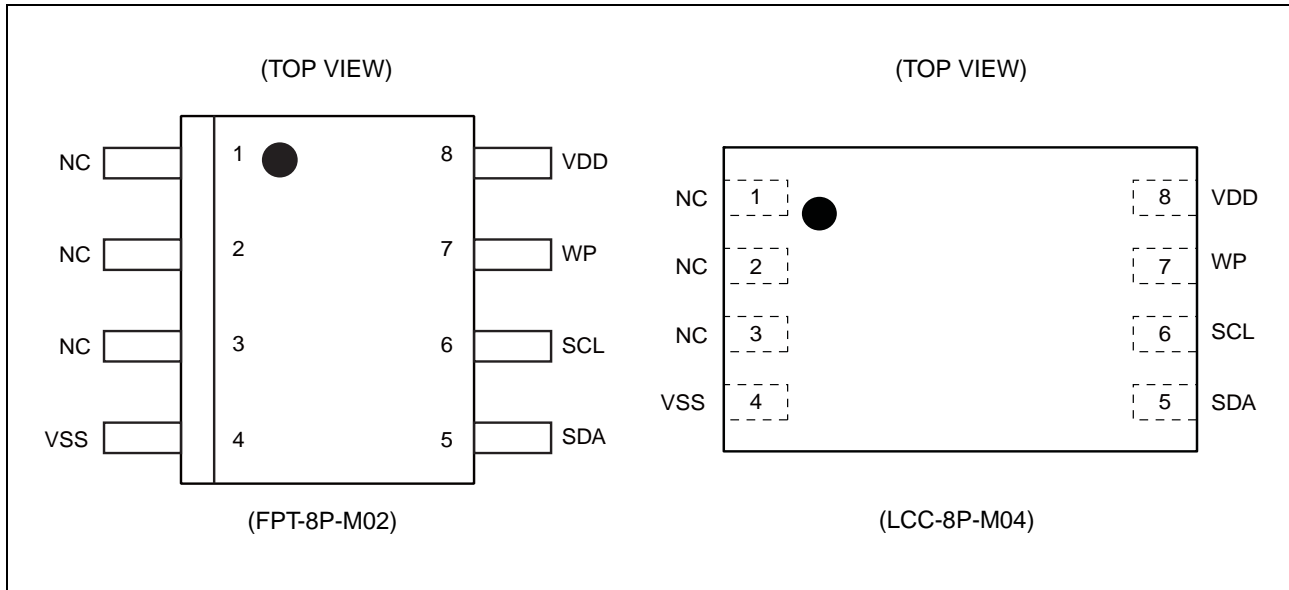 (TOP VIEW)
NC 1 8 VDD
NC 2 7 WP
NC 3 6 SCL
VSS 4 5 SDA
(FPT-8P-M02)
(TOP VIEW)
NC 1 8 VDD
NC 2 7 WP
NC 3 6 SCL
VSS 4 5 SDA
(LCC-8P-M04)